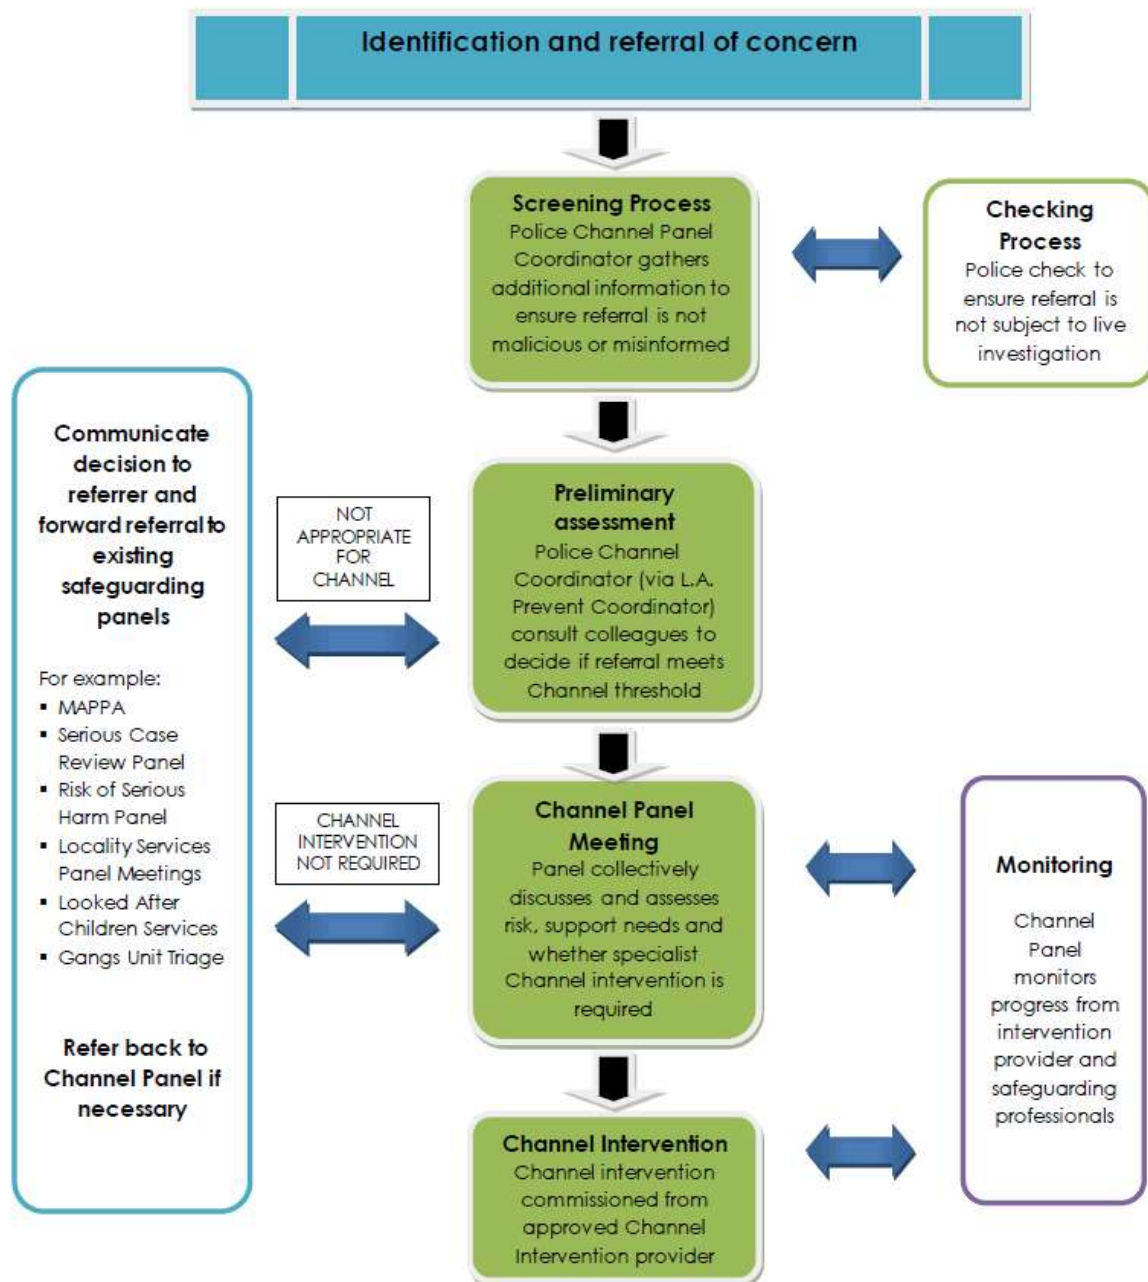 Identification and referral of concern
Screening Process
Police Channel Panel
Coordinator gathers
additional information to
ensure referral is not
malicious or misinformed
Checking
Process
Police check to
ensure referral is
not subject to live
investigation
Communicate
decision to
referrer and
forward referral to
existing
safeguarding
panels
For example:
▪ MAPPA
▪ Serious Case
Review Panel
▪ Risk of Serious
Harm Panel
▪ Locality Services
Panel Meetings
▪ Looked After
Children Services
▪ Gangs Unit Triage
Refer back to
Channel Panel if
necessary
NOT
APPROPRIATE
FOR
CHANNEL
Preliminary
assessment
Police Channel
Coordinator (via L.A.
Prevent Coordinator)
consult colleagues to
decide if referral meets
Channel threshold
CHANNEL
INTERVENTION
NOT REQUIRED
Channel Panel
Meeting
Panel collectively
discusses and assesses
risk, support needs and
whether specialist
Channel intervention is
required
Monitoring
Channel
Panel
monitors
progress from
intervention
provider and
safeguarding
professionals
Channel Intervention
Channel intervention
commissioned from
approved Channel
Intervention provider